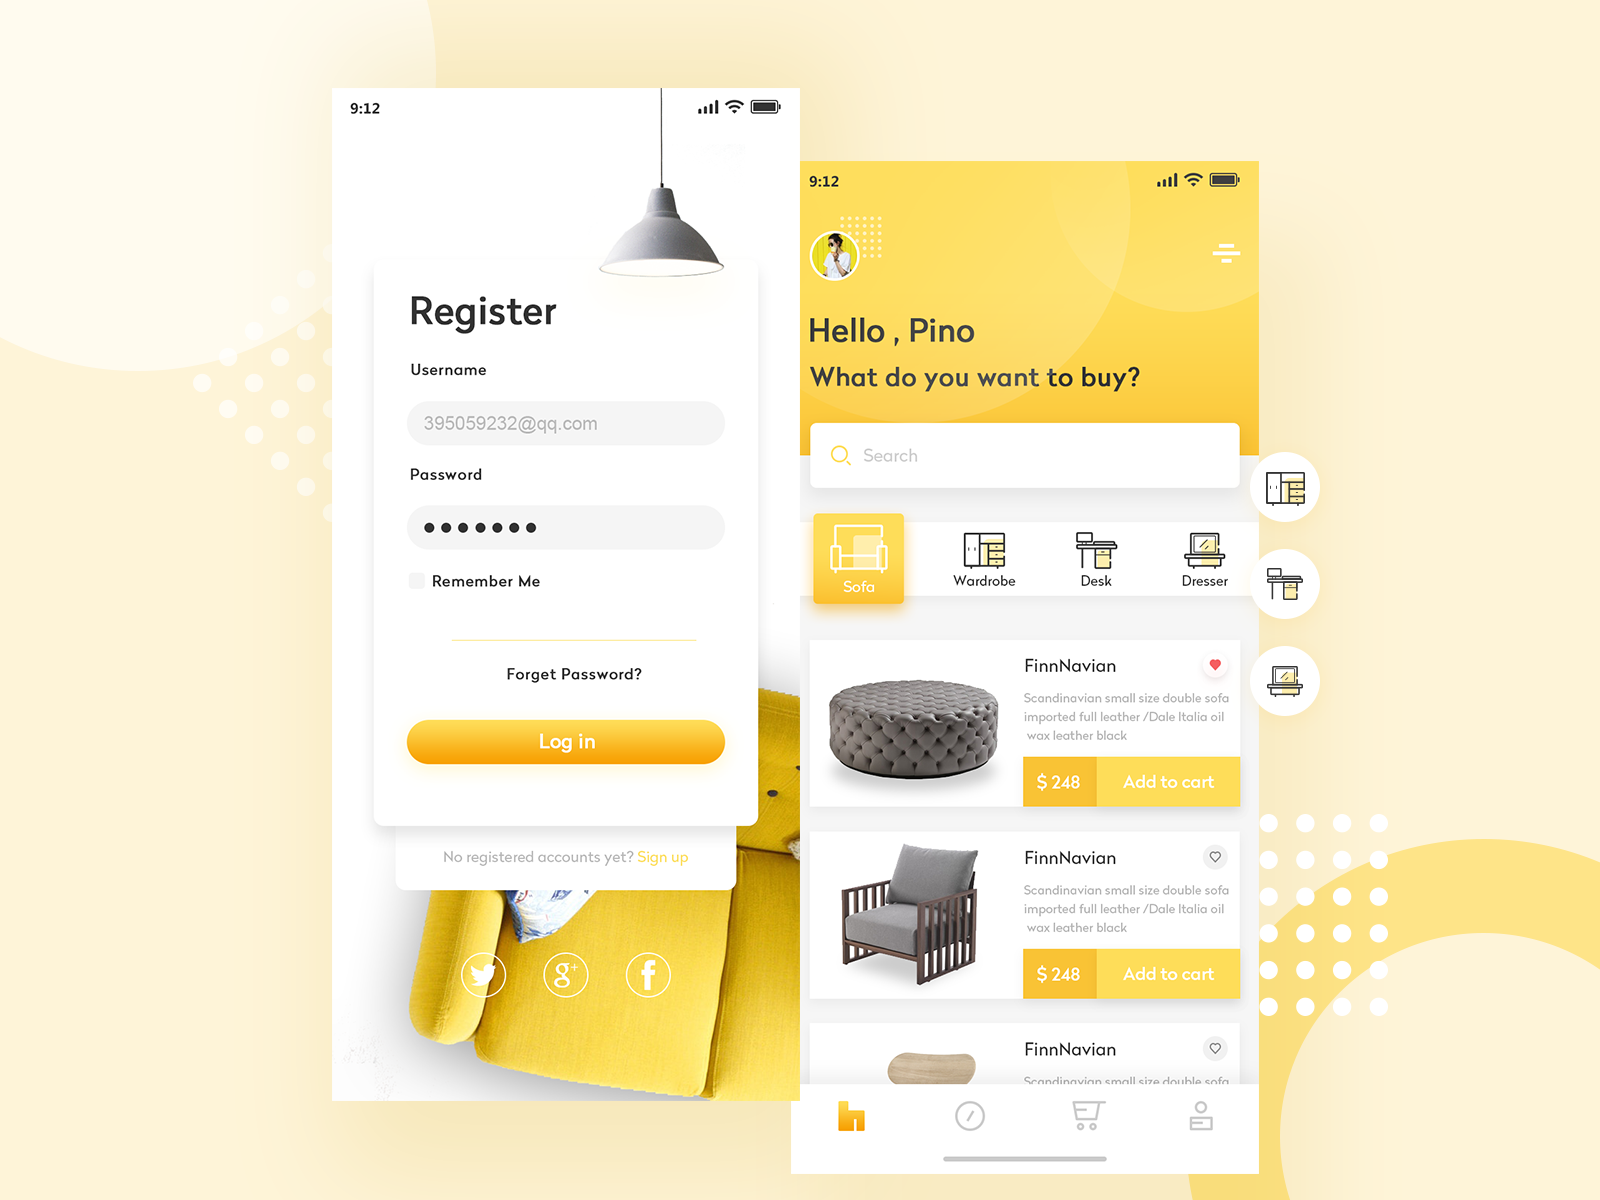 9:12
Register
Username
395059232@qq.com
Password
Remember Me
Forget Password?
Log in
No registered accounts yet? Sign up
g+
f
9:12
Hello , Pino
What do you want to buy?
Search
Sofa
Wardrobe
Desk
Dresser
FinnNavian
Scandinavian small size double sofa
imported full leather /Dale Italia oil
wax leather black
$ 248
Add to cart
FinnNavian
Scandinavian small size double sofa
imported full leather /Dale Italia oil
wax leather black
$ 248
Add to cart
FinnNavian
Scandinavian small size double sofa